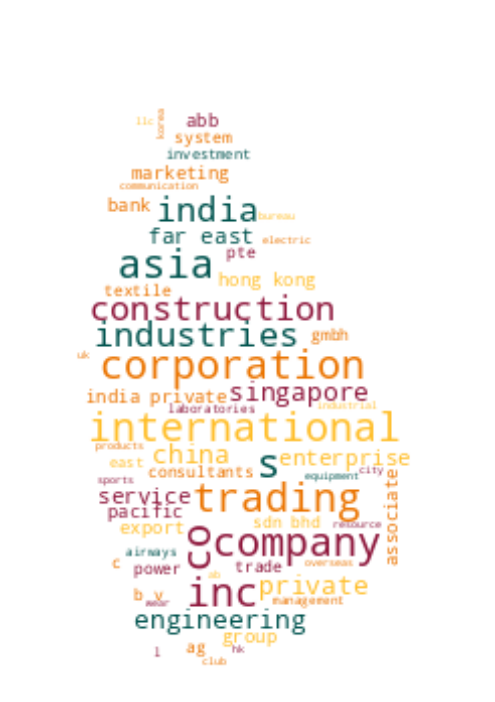 llc korea abb
system
investment
marketing
communication
bank india bureau
far east electric
asia pte
hong kong
textile
construction
industries gmbh
uk corporation
india private singapore
laboratories industrial
international
products
east china s enterprise
consultants equipment city
sports
service trading associate
pacific
export sdn bhd resource
co company
airways
c power trade overseas
ab
inc private
b v
wear management
engineering
group
l ag hk
club